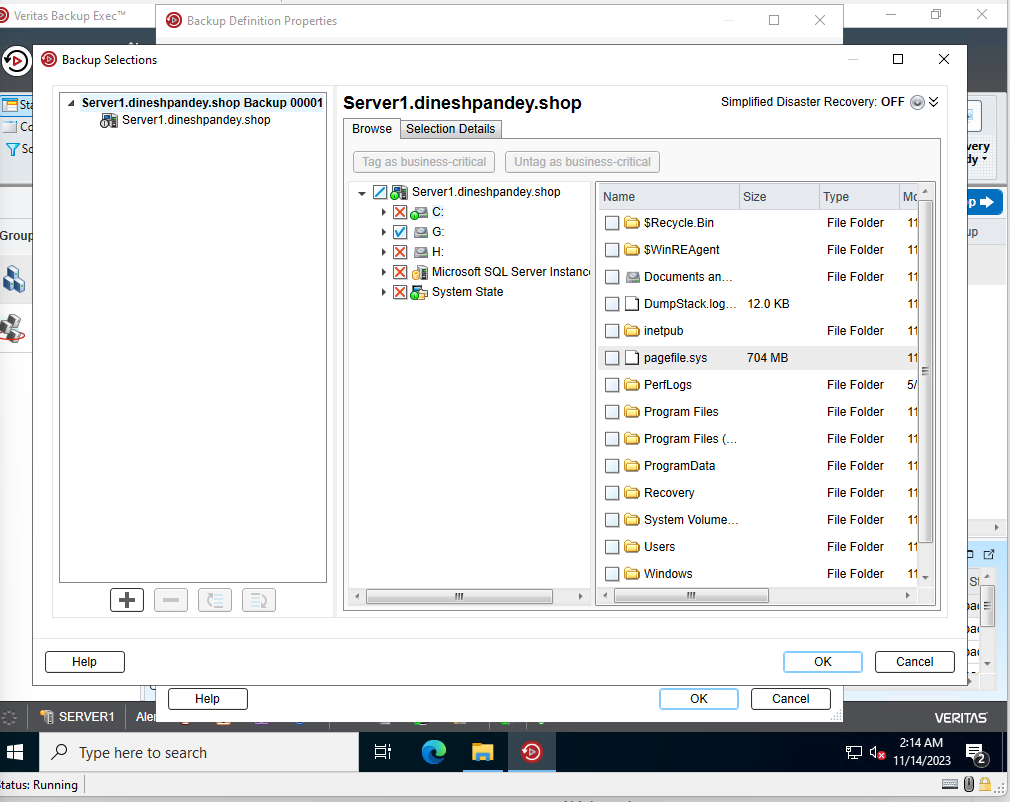 Veritas Backup Exec™
Backup Definition Properties
Backup Selections
Server1.dineshpandey.shop Backup 00001
Server1.dineshpandey.shop
Server1.dineshpandey.shop
Simplified Disaster Recovery: OFF
Browse
Selection Details
Tag as business-critical
Untag as business-critical
Server1.dineshpandey.shop
C:
G:
H:
Microsoft SQL Server Instance
System State
Name Size Type Mo
$Recycle.Bin File Folder 11
$WinREAgent File Folder 11
Documents an... File Folder 11
DumpStack.log... 12.0 KB 11
inetpub File Folder 11
pagefile.sys 704 MB 11
PerfLogs File Folder 5/
Program Files File Folder 11
Program Files (... File Folder 11
ProgramData File Folder 11
Recovery File Folder 11
System Volume... File Folder 11
Users File Folder 11
Windows File Folder 11
Sta
Co
So
Group
very
dy
op
up
St
Help
OK
Cancel
Help
OK
Cancel
SERVER1
Aler
VERITAS
Type here to search
2:14 AM
11/14/2023
2
Status: Running